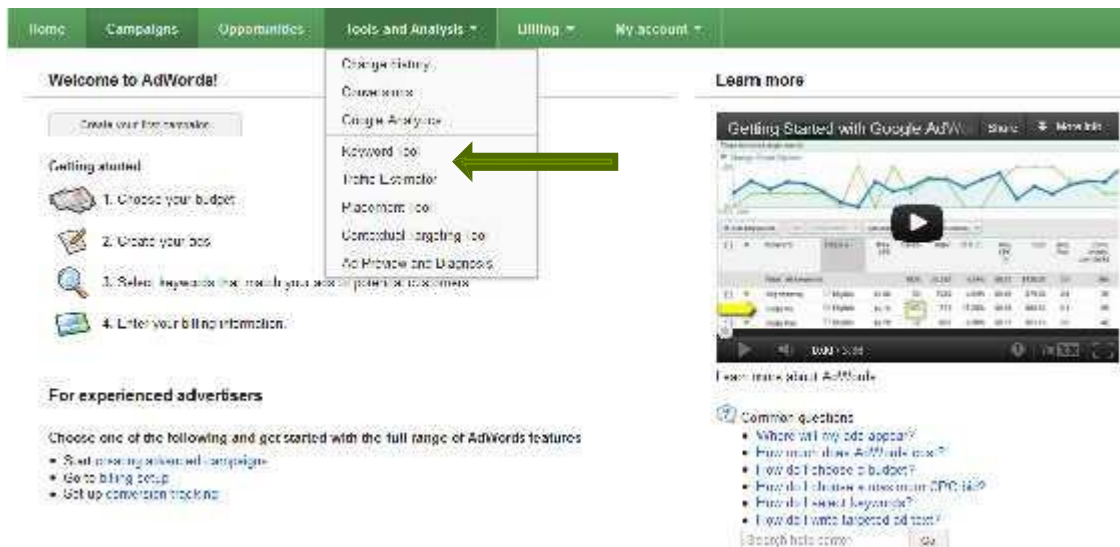 Home Campaigns Opportunities Tools and Analysis Billing My account
Welcome to AdWords!
Create your first campaign
Getting started
1. Choose your budget
2. Create your ads
3. Select keywords that match your ads to potential customers
4. Enter your billing information.
For experienced advertisers
Choose one of the following and get started with the full range of AdWords features
Start creating advanced campaigns
Go to billing setup
Set up conversion tracking
Change history
Conversions
Google Analytics
Keyword Tool
Traffic Estimator
Placement Tool
Contextual Targeting Tool
Ad Preview and Diagnosis
Learn more
Getting Started with Google AdW Share More info
Learn more about AdWords
Common questions
Where will my ads appear?
How much does AdWords cost?
How do I choose a budget?
How do I choose a maximum CPC bid?
How do I select keywords?
How do I write targeted ad text?
Search help center Go